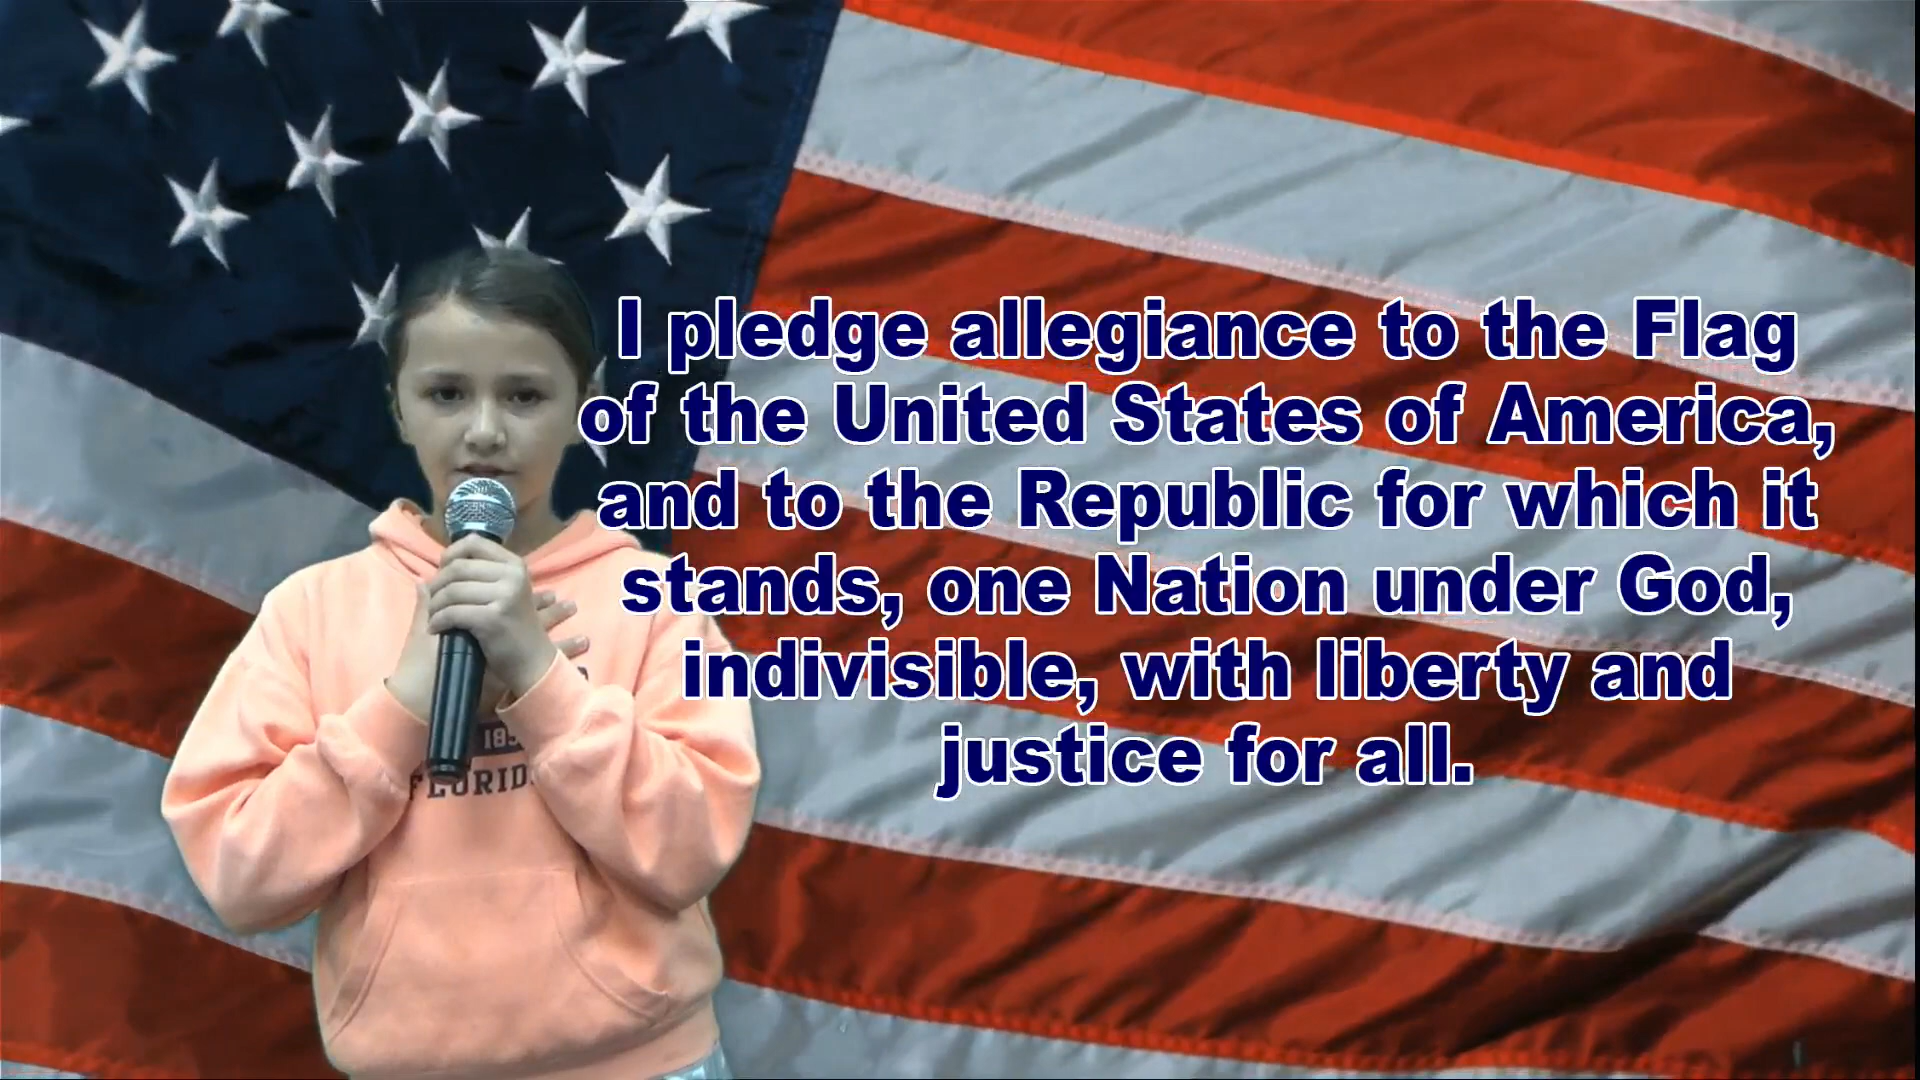 I pledge allegiance to the Flag
of the United States of America,
and to the Republic for which it
stands, one Nation under God,
indivisible, with liberty and
justice for all.